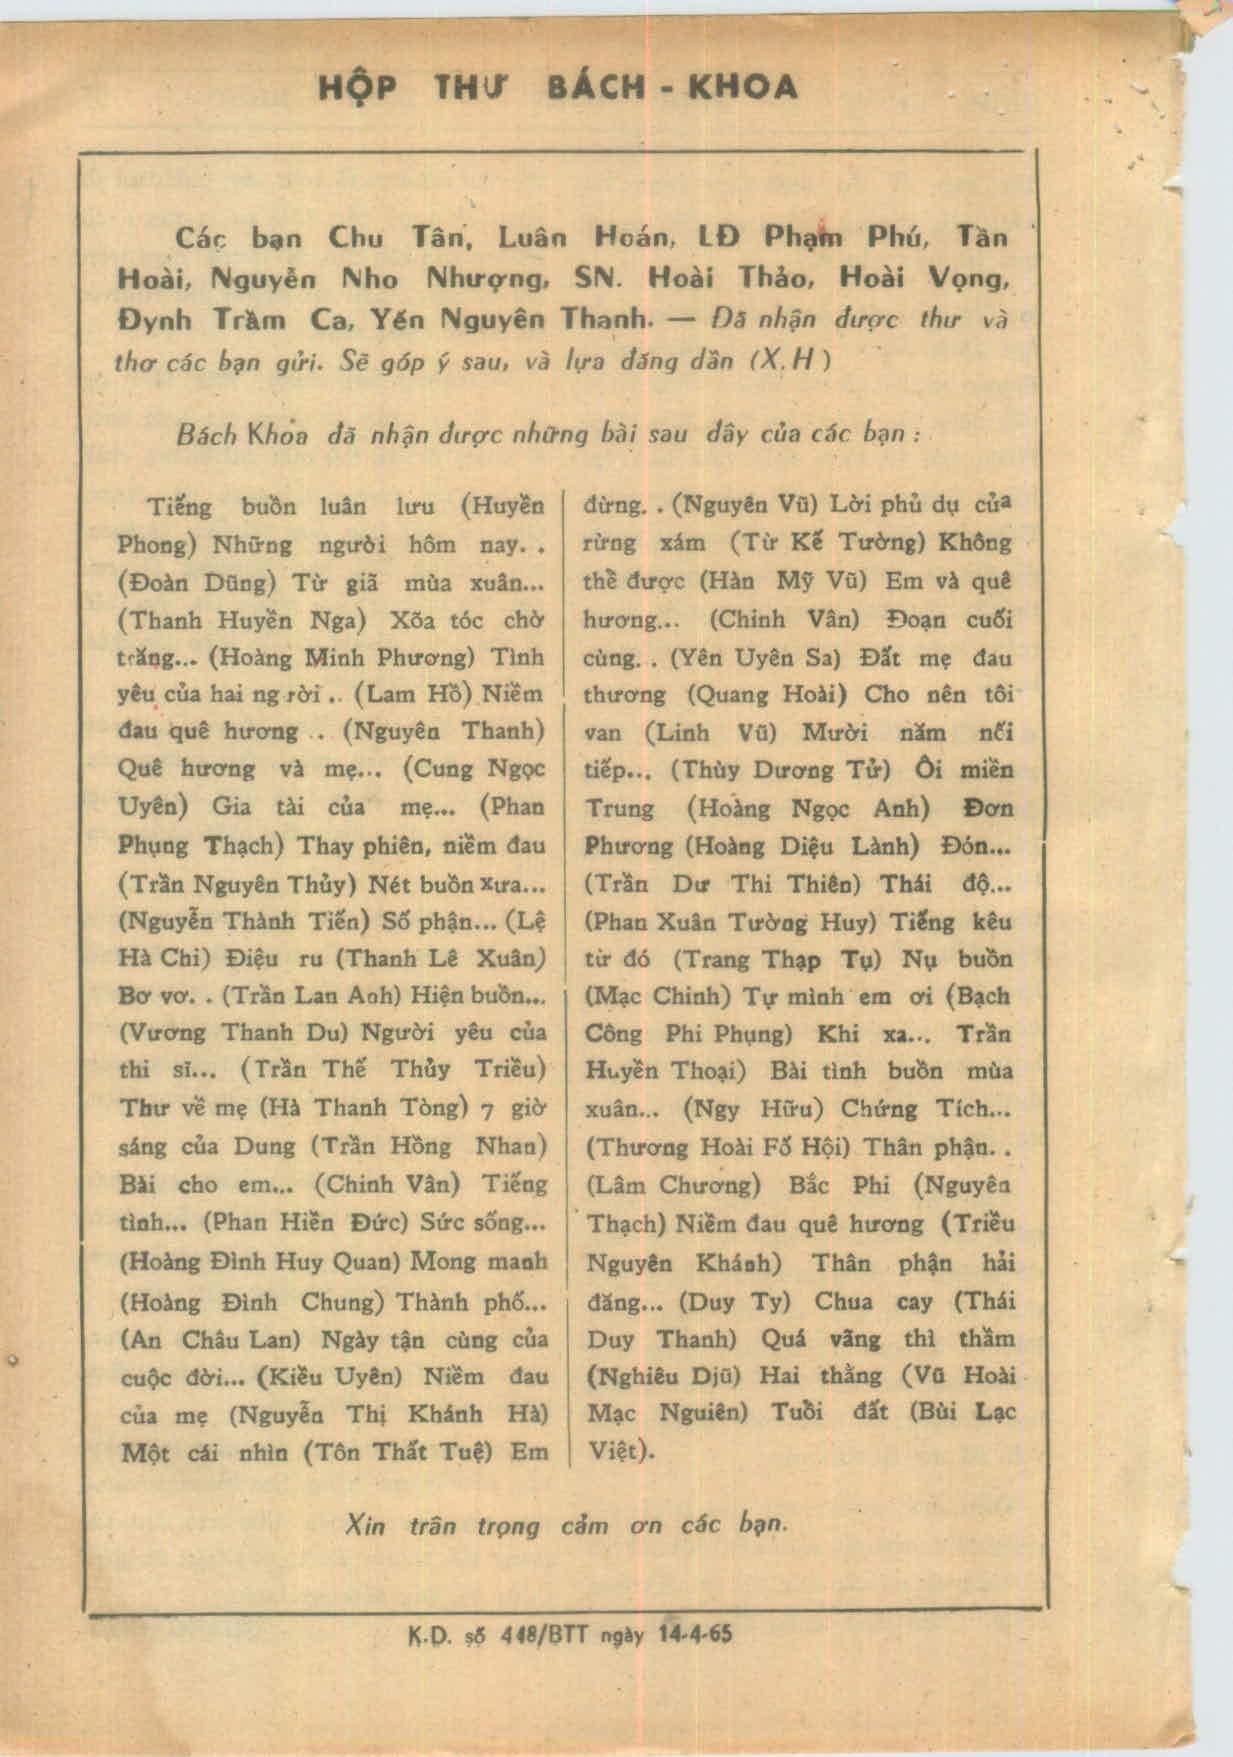 HỘP THƯ BÁCH - KHOA
Các bạn Chu Tân, Luân Hoán, LĐ Phạm Phú, Tần
Hoài, Nguyễn Nho Nhượng, SN. Hoài Thảo, Hoài Vọng,
Đynh Trầm Ca, Yến Nguyên Thanh. — Đã nhận được thư và
thơ các bạn gửi. Sẽ góp ý sau, và lựa đăng dần (X.H)
Bách Khoa đã nhận được những bài sau đây của các bạn :
Tiếng buồn luân lưu (Huyền
Phong) Những người hôm nay. .
(Đoàn Dũng) Từ giã mùa xuân...
(Thanh Huyền Nga) Xõa tóc chờ
trăng... (Hoàng Minh Phương) Tình
yêu của hai ng rời .. (Lam Hồ) Niềm
đau quê hương .. (Nguyên Thanh)
Quê hương và mẹ... (Cung Ngọc
Uyên) Gia tài của mẹ... (Phan
Phụng Thạch) Thay phiên, niềm đau
(Trần Nguyên Thủy) Nét buồn xưa...
(Nguyễn Thành Tiến) Số phận... (Lệ
Hà Chi) Điệu ru (Thanh Lê Xuân)
Bơ vơ. . (Trần Lan Anh) Hiện buồn...
(Vương Thanh Du) Người yêu của
thi sĩ... (Trần Thế Thủy Triều)
Thư về mẹ (Hà Thanh Tòng) 7 giờ
sáng của Dung (Trần Hồng Nhan)
Bài cho em... (Chinh Vân) Tiếng
tình... (Phan Hiền Đức) Sức sống...
(Hoàng Đình Huy Quan) Mong manh
(Hoàng Đình Chung) Thành phố...
(An Châu Lan) Ngày tận cùng của
cuộc đời... (Kiều Uyên) Niềm đau
của mẹ (Nguyễn Thị Khánh Hà)
Một cái nhìn (Tôn Thất Tuệ) Em
đừng. . (Nguyên Vũ) Lời phủ dụ của
rừng xám (Từ Kế Tường) Không
thể được (Hàn Mỹ Vũ) Em và quê
hương... (Chinh Vân) Đoạn cuối
cùng. . (Yên Uyên Sa) Đất mẹ đau
thương (Quang Hoài) Cho nên tôi
van (Linh Vũ) Mười năm nối
tiếp... (Thùy Dương Tử) Ôi miền
Trung (Hoàng Ngọc Anh) Đơn
Phương (Hoàng Diệu Lành) Đón...
(Trần Dư Thi Thiên) Thái độ...
(Phan Xuân Tường Huy) Tiếng kêu
từ đó (Trang Thạp Tụ) Nụ buồn
(Mạc Chinh) Tự mình em ơi (Bạch
Công Phi Phụng) Khi xa... Trần
Huyền Thoại) Bài tình buồn mùa
xuân... (Ngy Hữu) Chứng Tích...
(Thương Hoài Fố Hội) Thân phận. .
(Lâm Chương) Bắc Phi (Nguyên
Thạch) Niềm đau quê hương (Triều
Nguyên Khánh) Thân phận hải
đăng... (Duy Ty) Chua cay (Thái
Duy Thanh) Quá vãng thì thầm
(Nghiêu Djũ) Hai thằng (Vũ Hoài
Mạc Nguiên) Tuổi đất (Bùi Lạc
Việt).
Xin trân trọng cảm ơn các bạn.
K.D. số 448/BTT ngày 14-4-65